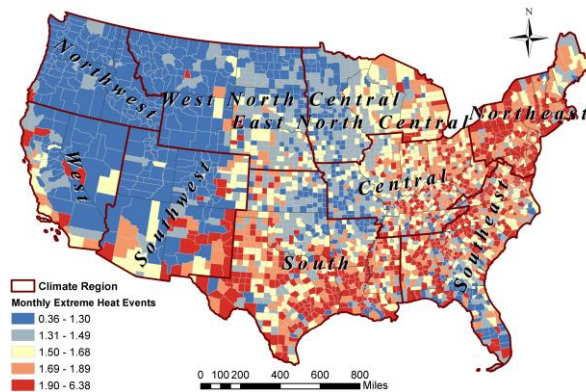 N
Northwest
West North Central
East North Central
Northeast
West
Southwest
Central
South
Southeast
Climate Region
Monthly Extreme Heat Events
0.36 - 1.30
1.31 - 1.49
1.50 - 1.68
1.69 - 1.89
1.90 - 6.38
0 100 200 400 600 800
Miles